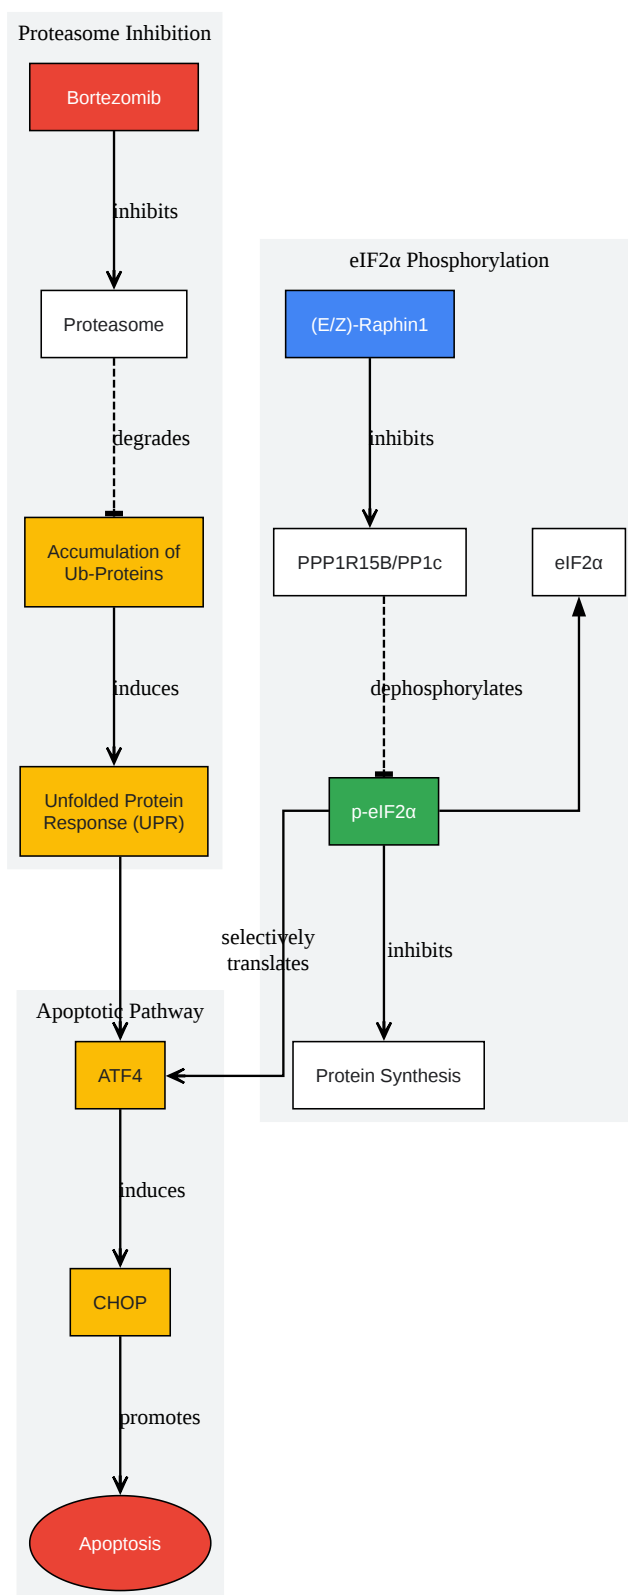 Proteasome Inhibition
Bortezomib
inhibits
Proteasome
degrades
Accumulation of
Ub-Proteins
induces
Unfolded Protein
Response (UPR)
eIF2α Phosphorylation
(E/Z)-Raphin1
inhibits
PPP1R15B/PP1c
eIF2α
dephosphorylates
p-eIF2α
selectively
translates
inhibits
Protein Synthesis
Apoptotic Pathway
ATF4
induces
CHOP
promotes
Apoptosis